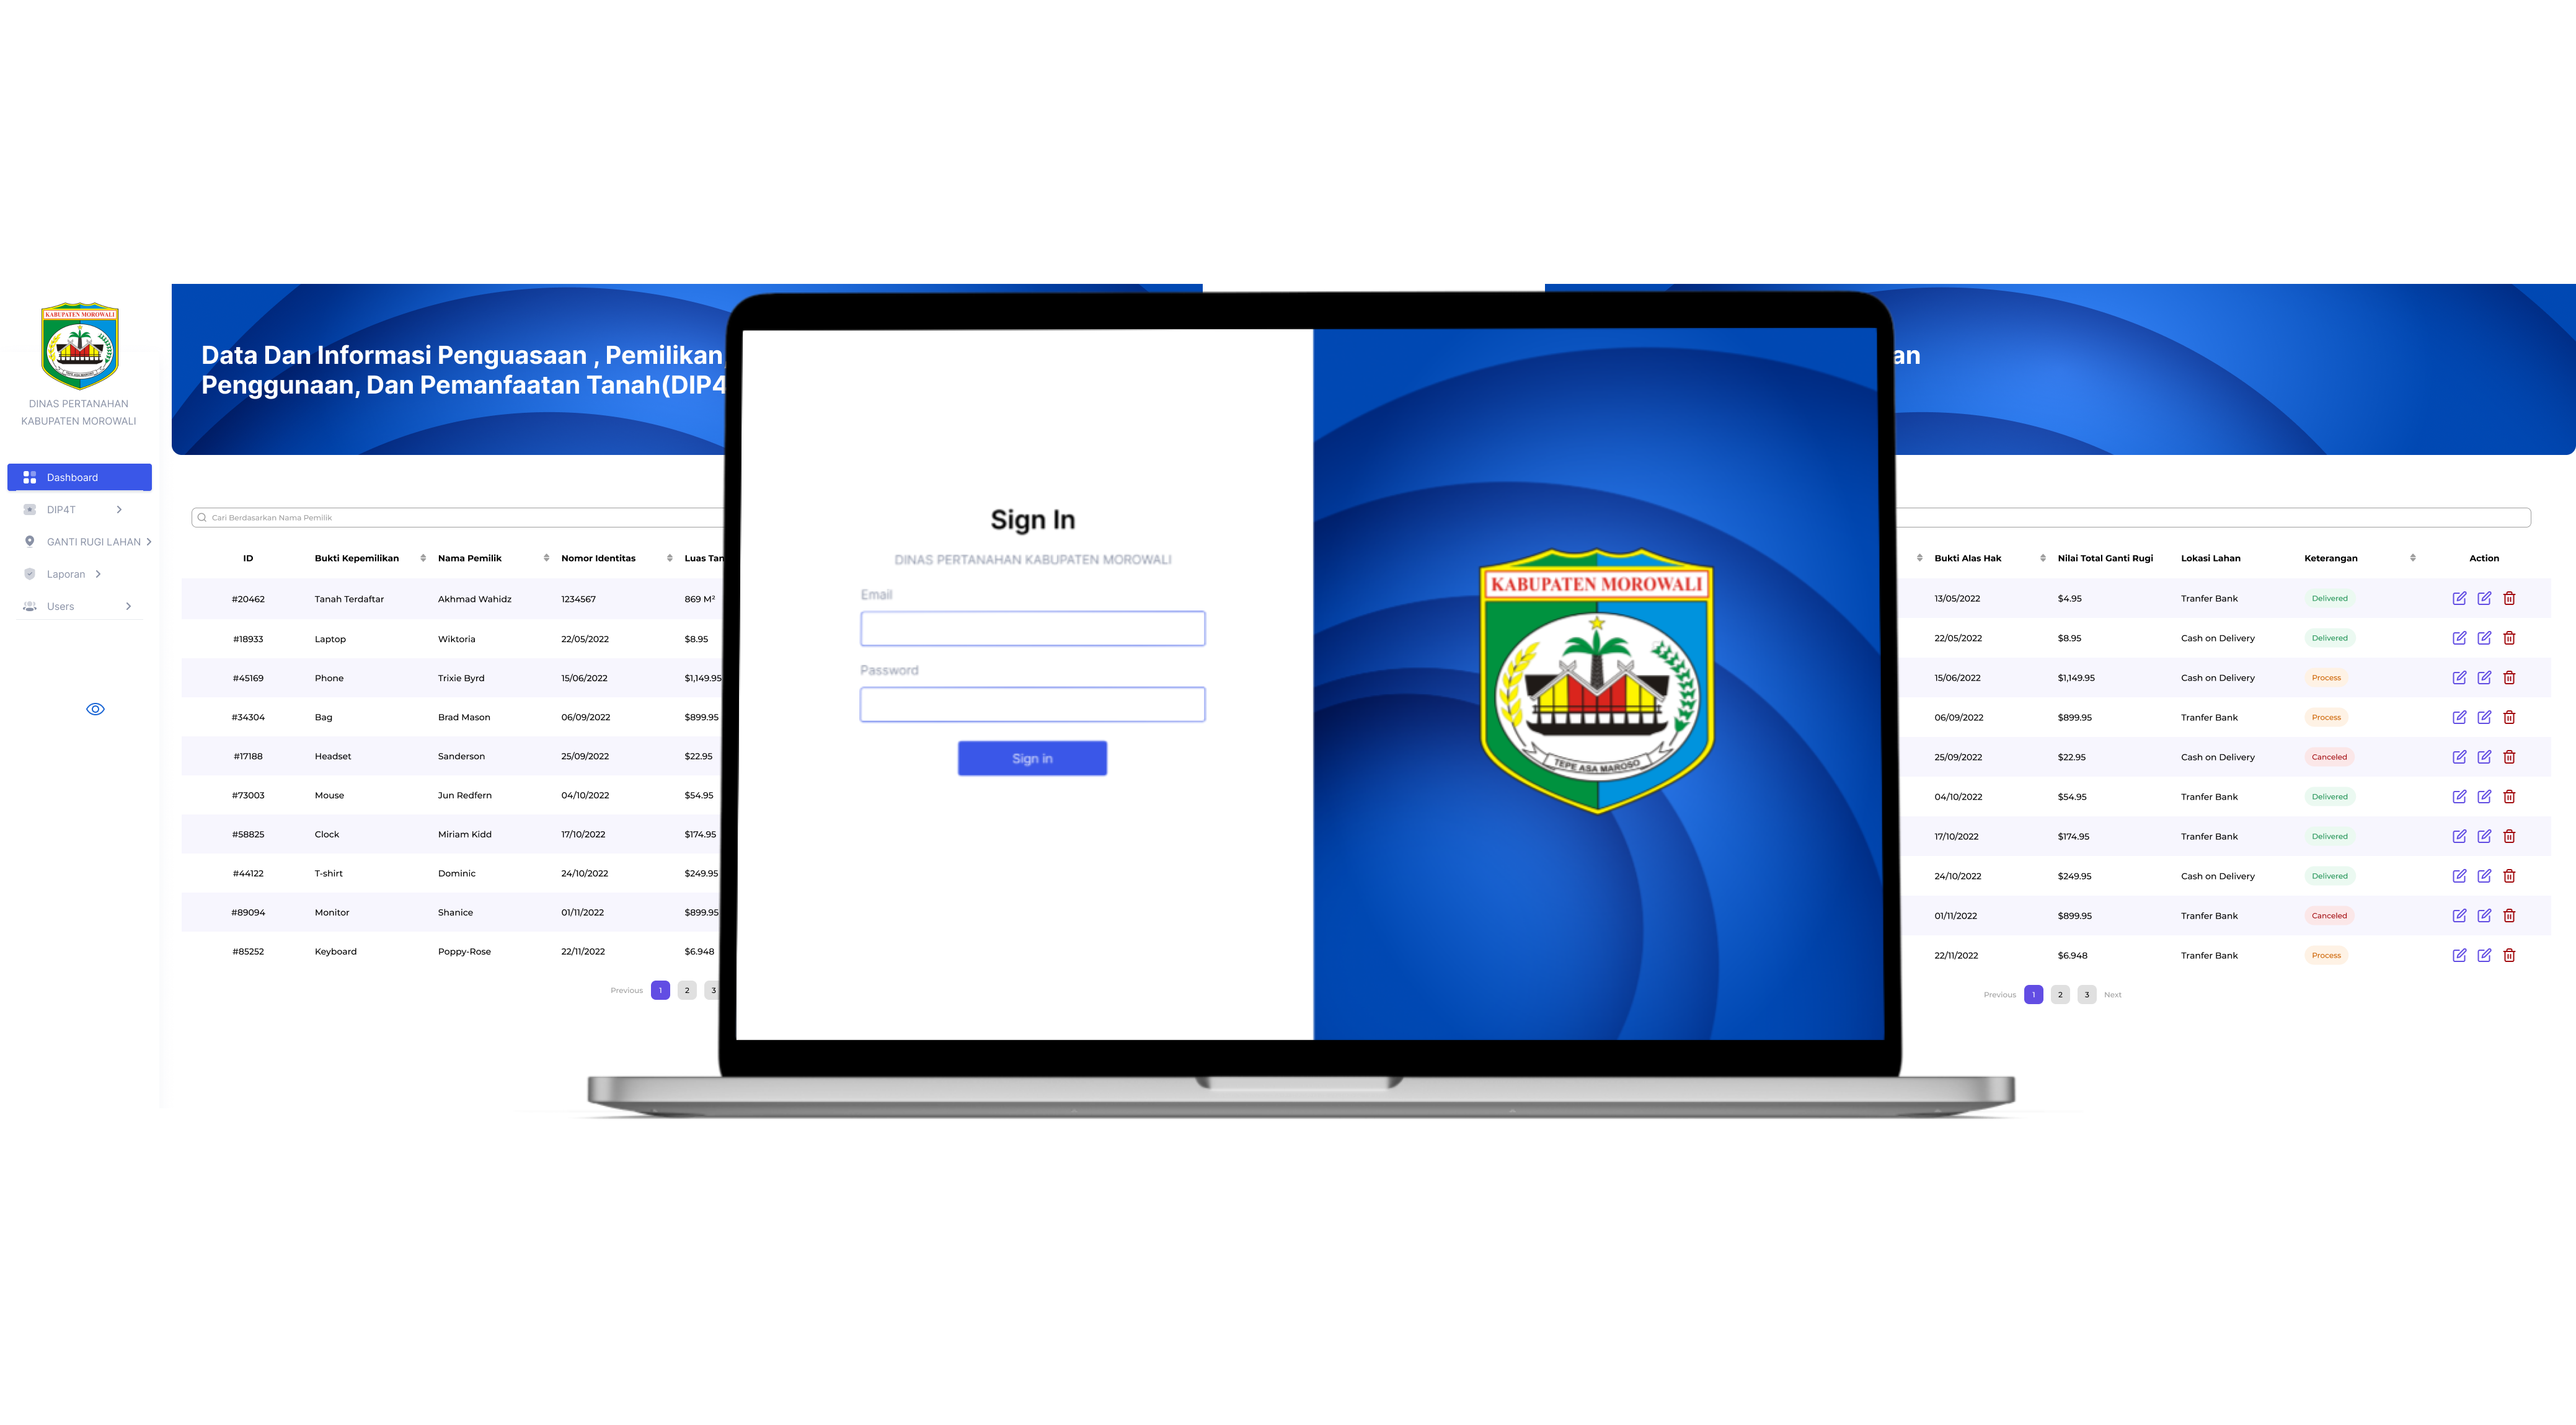 KABUPATEN MOROWALI
TEPE ASA MAROSO
DINAS PERTANAHAN
KABUPATEN MOROWALI
Dashboard
DIP4T
GANTI RUGI LAHAN
Laporan
Users
Data Dan Informasi Penguasaan , Pemilikan
Penggunaan, Dan Pemanfaatan Tanah(DIP4
Cari Berdasarkan Nama Pemilik
ID Bukti Kepemilikan Nama Pemilik Nomor Identitas Luas Tan
#20462 Tanah Terdaftar Akhmad Wahidz 1234567 869 M²
#18933 Laptop Wiktoria 22/05/2022 $8.95
#45169 Phone Trixie Byrd 15/06/2022 $1,149.95
#34304 Bag Brad Mason 06/09/2022 $899.95
#17188 Headset Sanderson 25/09/2022 $22.95
#73003 Mouse Jun Redfern 04/10/2022 $54.95
#58825 Clock Miriam Kidd 17/10/2022 $174.95
#44122 T-shirt Dominic 24/10/2022 $249.95
#89094 Monitor Shanice 01/11/2022 $899.95
#85252 Keyboard Poppy-Rose 22/11/2022 $6.948
Previous 1 2 3
Sign In
DINAS PERTANAHAN KABUPATEN MOROWALI
Email
Password
Sign in
KABUPATEN MOROWALI
TEPE ASA MAROSO
an
Bukti Alas Hak Nilai Total Ganti Rugi Lokasi Lahan Keterangan Action
13/05/2022 $4.95 Tranfer Bank Delivered
22/05/2022 $8.95 Cash on Delivery Delivered
15/06/2022 $1,149.95 Cash on Delivery Process
06/09/2022 $899.95 Tranfer Bank Process
25/09/2022 $22.95 Cash on Delivery Canceled
04/10/2022 $54.95 Tranfer Bank Delivered
17/10/2022 $174.95 Tranfer Bank Delivered
24/10/2022 $249.95 Cash on Delivery Delivered
01/11/2022 $899.95 Tranfer Bank Canceled
22/11/2022 $6.948 Tranfer Bank Process
Previous 1 2 3 Next